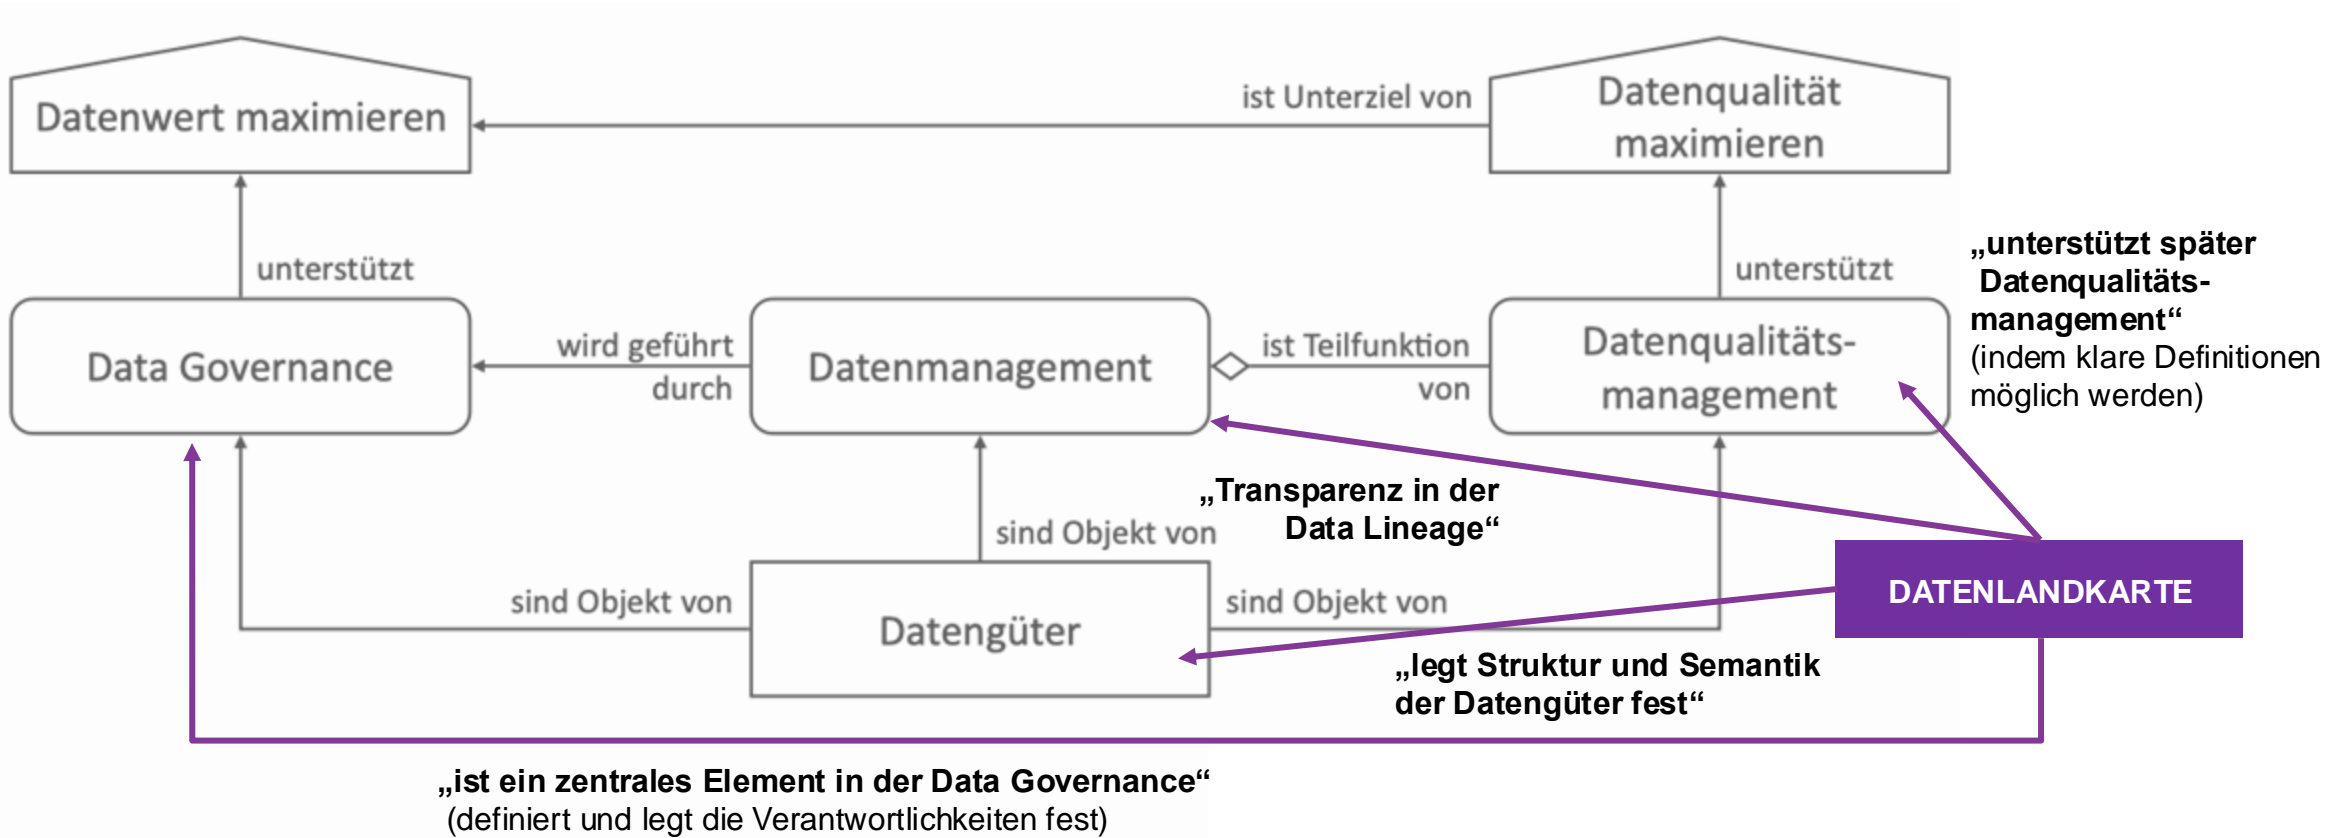 Datenwert maximieren
ist Unterziel von
Datenqualität
maximieren
unterstützt
unterstützt
„unterstützt später
Datenqualitäts-
management“
(indem klare Definitionen
möglich werden)
Data Governance
wird geführt
durch
Datenmanagement
ist Teilfunktion
von
Datenqualitäts-
management
„Transparenz in der
Data Lineage“
sind Objekt von
sind Objekt von
Datengüter
sind Objekt von
DATENLANDKARTE
„legt Struktur und Semantik
der Datengüter fest“
„ist ein zentrales Element in der Data Governance“
(definiert und legt die Verantwortlichkeiten fest)